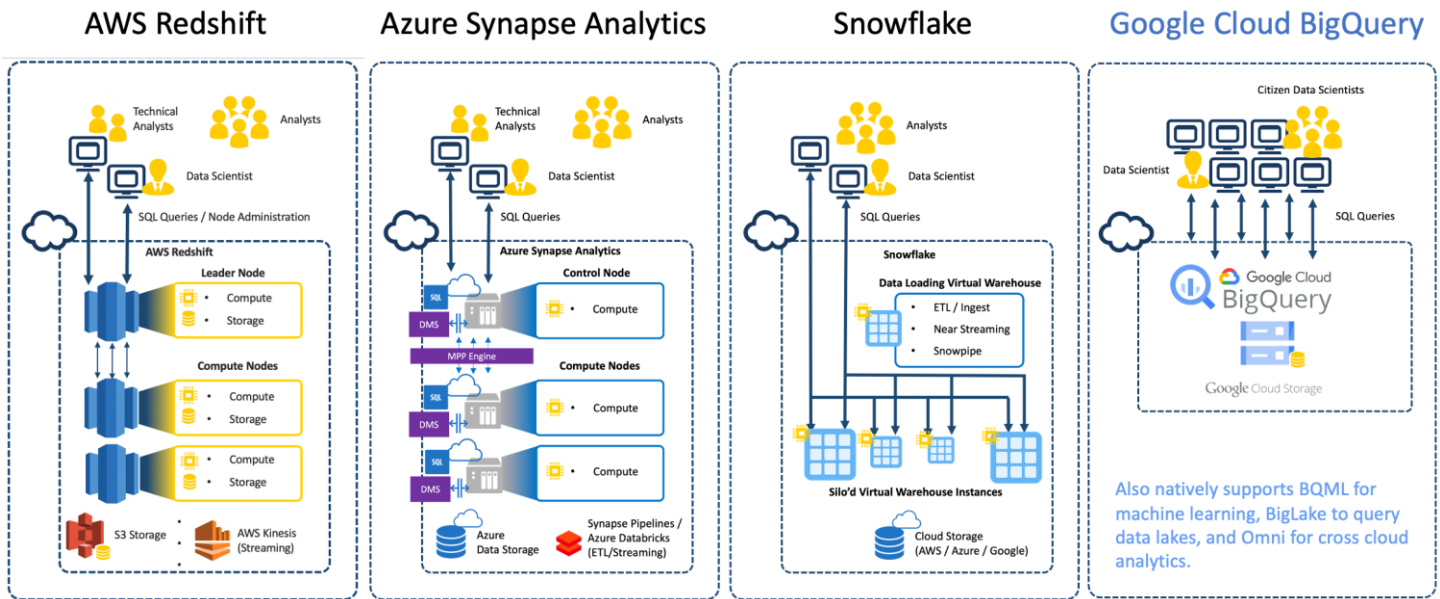 AWS Redshift
Technical
Analysts
Analysts
Data Scientist
SQL Queries / Node Administration
AWS Redshift
Leader Node
• Compute
• Storage
Compute Nodes
• Compute
• Storage
• Compute
• Storage
S3 Storage
AWS Kinesis
(Streaming)
Azure Synapse Analytics
Technical
Analysts
Analysts
Data Scientist
SQL Queries
Azure Synapse Analytics
Control Node
SQL
• Compute
DMS
MPP Engine
Compute Nodes
SQL
• Compute
DMS
SQL
• Compute
DMS
Azure
Data Storage
Synapse Pipelines /
Azure Databricks
(ETL/Streaming)
Snowflake
Analysts
Data Scientist
SQL Queries
Snowflake
Data Loading Virtual Warehouse
• ETL / Ingest
• Near Streaming
• Snowpipe
Silo'd Virtual Warehouse Instances
Cloud Storage
(AWS / Azure / Google)
Google Cloud BigQuery
Citizen Data Scientists
Data Scientist
SQL Queries
Google Cloud
BigQuery
Google Cloud Storage
Also natively supports BQML for
machine learning, BigLake to query
data lakes, and Omni for cross cloud
analytics.